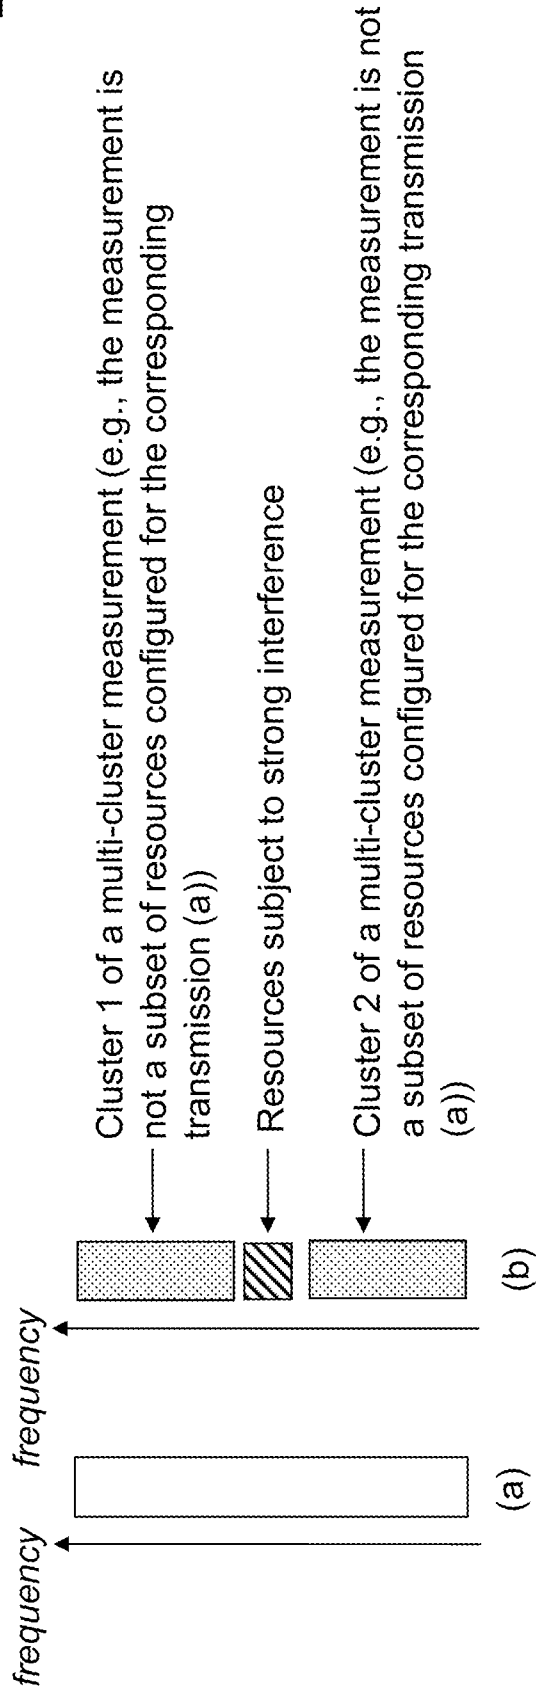 frequency
(a)
frequency
(b)
Cluster 1 of a multi-cluster measurement (e.g., the measurement is
not a subset of resources configured for the corresponding
transmission (a))
Resources subject to strong interference
Cluster 2 of a multi-cluster measurement (e.g., the measurement is not
a subset of resources configured for the corresponding transmission
(a))